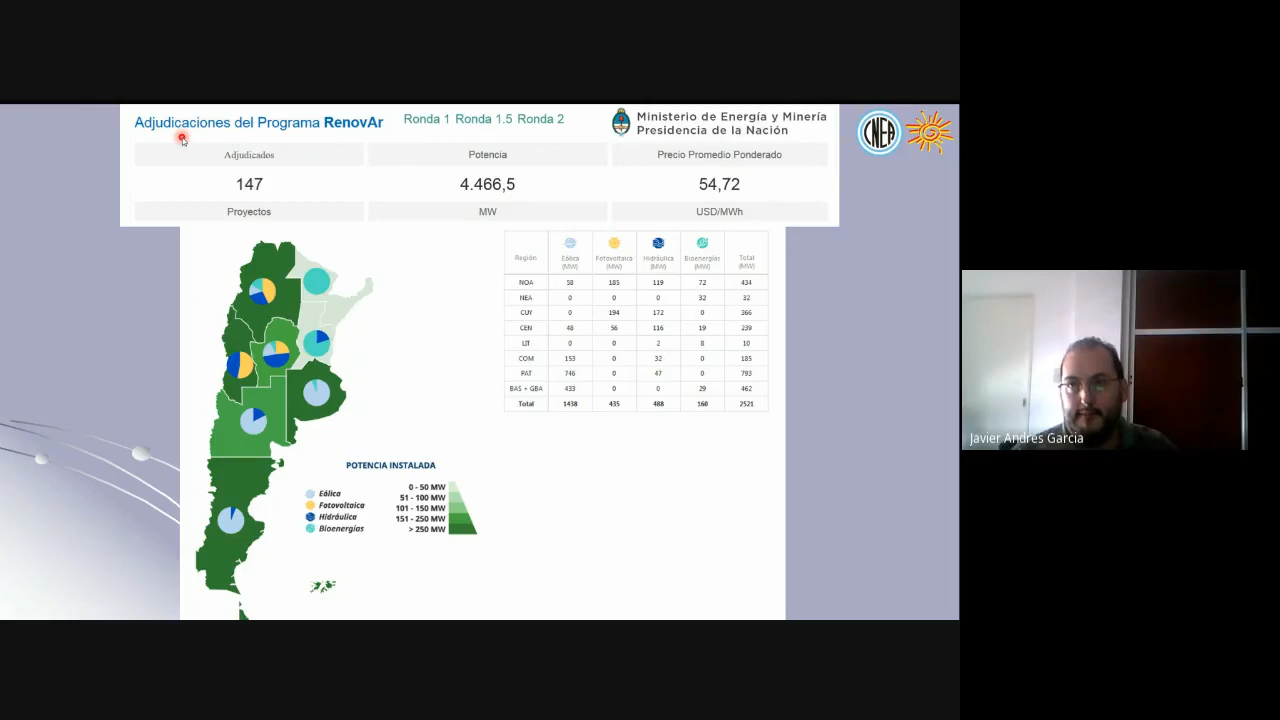 Adjudicaciones del Programa RenovAr
Ronda 1 Ronda 1.5 Ronda 2
Ministerio de Energía y Minería
Presidencia de la Nación
CNEA
Adjudicados Potencia Precio Promedio Ponderado
147 4.466,5 54,72
Proyectos MW USD/MWh
Región Eólica (MW) Fotovoltaica (MW) Hidráulica (MW) Bioenergías (MW) Total (MW)
NOA 58 185 119 72 434
NEA 0 0 0 32 32
CUY 0 194 172 0 366
CEN 48 56 116 19 239
LIT 0 0 2 8 10
COM 153 0 32 0 185
PAT 746 0 47 0 793
BAS + GBA 433 0 0 29 462
Total 1438 435 488 160 2521
POTENCIA INSTALADA
Eólica
Fotovoltaica
Hidráulica
Bioenergías
0 - 50 MW
51 - 100 MW
101 - 150 MW
151 - 250 MW
> 250 MW
Javier Andres Garcia